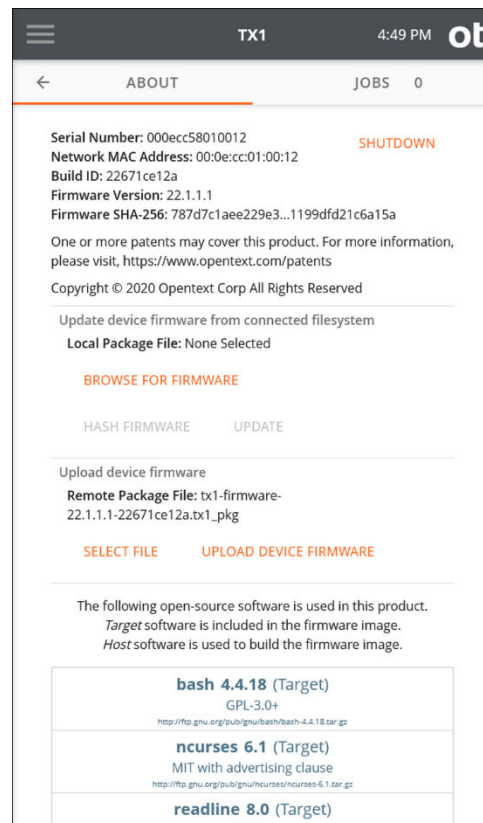 TX1 4:49 PM ot
← ABOUT JOBS 0
Serial Number: 000ecc58010012 SHUTDOWN
Network MAC Address: 00:0e:cc:01:00:12
Build ID: 22671ce12a
Firmware Version: 22.1.1.1
Firmware SHA-256: 787d7c1aee229e3...1199dfd21c6a15a
One or more patents may cover this product. For more information,
please visit, https://www.opentext.com/patents
Copyright © 2020 Opentext Corp All Rights Reserved
Update device firmware from connected filesystem
Local Package File: None Selected
BROWSE FOR FIRMWARE
HASH FIRMWARE UPDATE
Upload device firmware
Remote Package File: tx1-firmware-
22.1.1.1-22671ce12a.tx1_pkg
SELECT FILE UPLOAD DEVICE FIRMWARE
The following open-source software is used in this product.
Target software is included in the firmware image.
Host software is used to build the firmware image.
bash 4.4.18 (Target)
GPL-3.0+
http://ftp.gnu.org/pub/gnu/bash/bash-4.4.18.tar.gz
ncurses 6.1 (Target)
MIT with advertising clause
http://ftp.gnu.org/pub/gnu/ncurses/ncurses-6.1.tar.gz
readline 8.0 (Target)